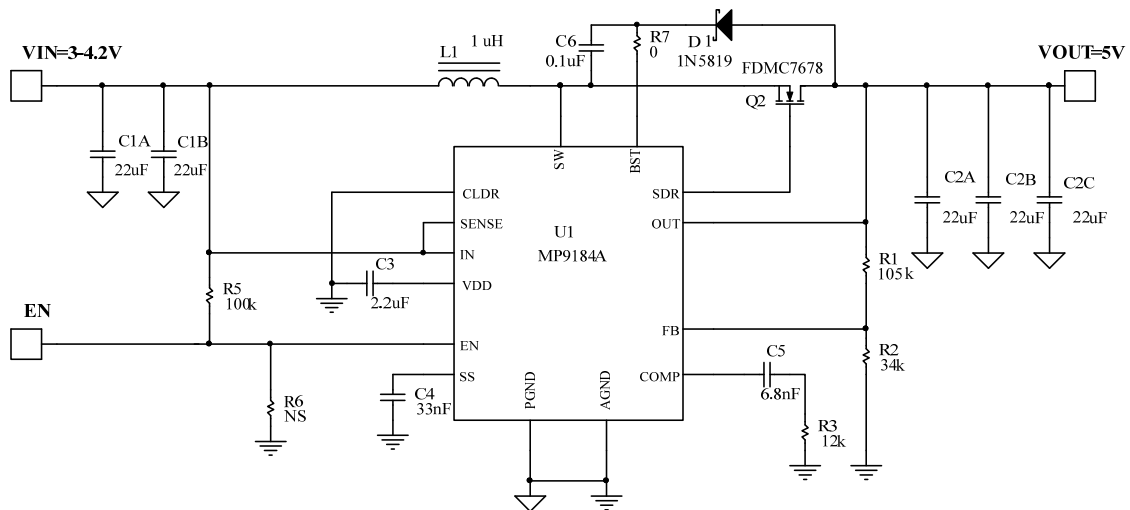 VIN=3-4.2V
L1
1 uH
C6
0.1uF
R7
0
D1
1N5819
FDMC7678
Q2
VOUT=5V
C1A
22uF
C1B
22uF
SW
BST
CLDR
SENSE
IN
VDD
EN
SS
U1
MP9184A
SDR
OUT
FB
COMP
PGND
AGND
C3
2.2uF
C2A
22uF
C2B
22uF
C2C
22uF
R1
105k
R5
100k
EN
R2
34k
C5
6.8nF
C4
33nF
R6
NS
R3
12k